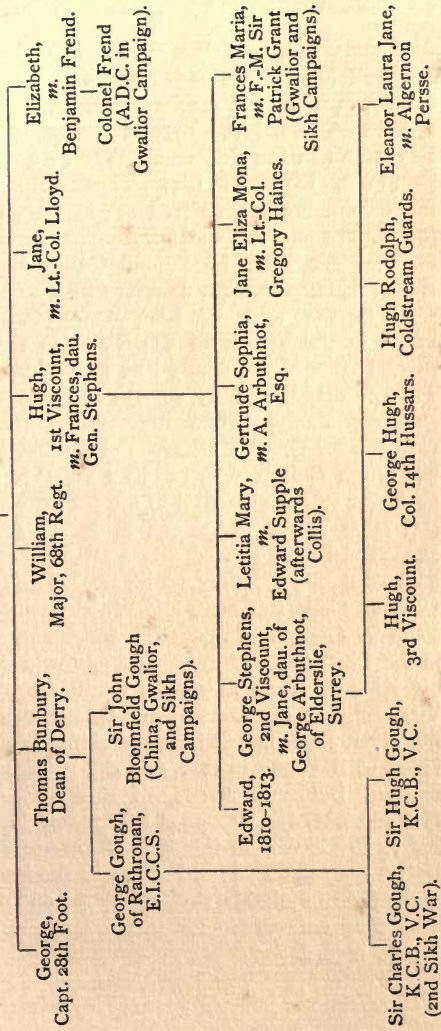 George,
Capt. 28th Foot.
Thomas Bunbury,
Dean of Derry.
William,
Major, 68th Regt.
Hugh,
1st Viscount,
m. Frances, dau.
Gen. Stephens.
Jane,
m. Lt.-Col. Lloyd.
Elizabeth,
m.
Benjamin Frend.
George Gough,
of Rathronan,
E.I.C.C.S.
Sir John
Bloomfield Gough
(China, Gwalior,
and Sikh
Campaigns).
Colonel Frend
(A.D.C. in
Gwalior Campaign).
Edward,
1810–1813.
George Stephens,
2nd Viscount,
m. Jane, dau. of
George Arbuthnot,
of Elderslie,
Surrey.
Letitia Mary,
m.
Edward Supple
(afterwards
Collis).
Gertrude Sophia,
m. A. Arbuthnot,
Esq.
Jane Eliza Mona,
m. Lt.-Col.
Gregory Haines.
Frances Maria,
m. F.-M. Sir
Patrick Grant
(Gwalior and
Sikh Campaigns).
Sir Charles Gough,
K.C.B., V.C.
(2nd Sikh War).
Sir Hugh Gough,
K.C.B., V.C.
Hugh,
3rd Viscount.
George Hugh,
Col. 14th Hussars.
Hugh Rodolph,
Coldstream Guards.
Eleanor Laura Jane,
m. Algernon
Persse.